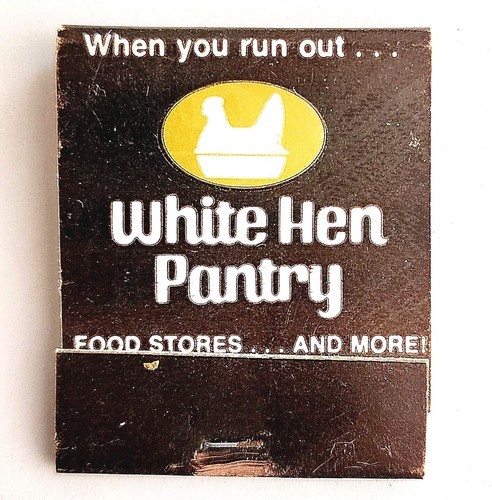 When you run out . . .
White Hen
Pantry
FOOD STORES . . . AND MORE!